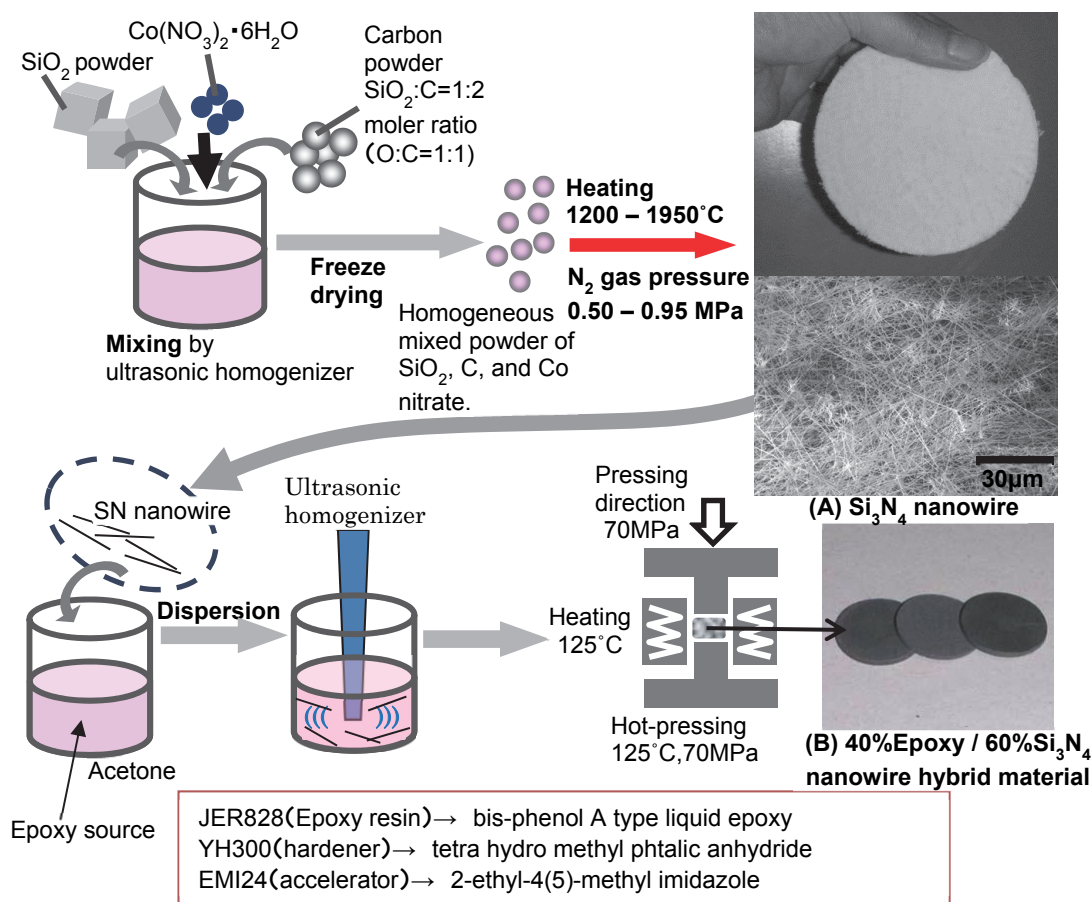 Co(NO₃)₂・6H₂O
SiO₂ powder
Carbon
powder
SiO₂:C=1:2
moler ratio
(O:C=1:1)
Heating
1200 – 1950˚C
Freeze
drying
N₂ gas pressure
0.50 – 0.95 MPa
Mixing by
ultrasonic homogenizer
Homogeneous
mixed powder of
SiO₂, C, and Co
nitrate.
30μm
(A) Si₃N₄ nanowire
SN nanowire
Ultrasonic
homogenizer
Pressing
direction
70MPa
Dispersion
Heating
125˚C
Hot-pressing
125˚C,70MPa
Acetone
Epoxy source
(B) 40%Epoxy / 60%Si₃N₄
nanowire hybrid material
JER828(Epoxy resin)→ bis-phenol A type liquid epoxy
YH300(hardener)→ tetra hydro methyl phtalic anhydride
EMI24(accelerator)→ 2-ethyl-4(5)-methyl imidazole